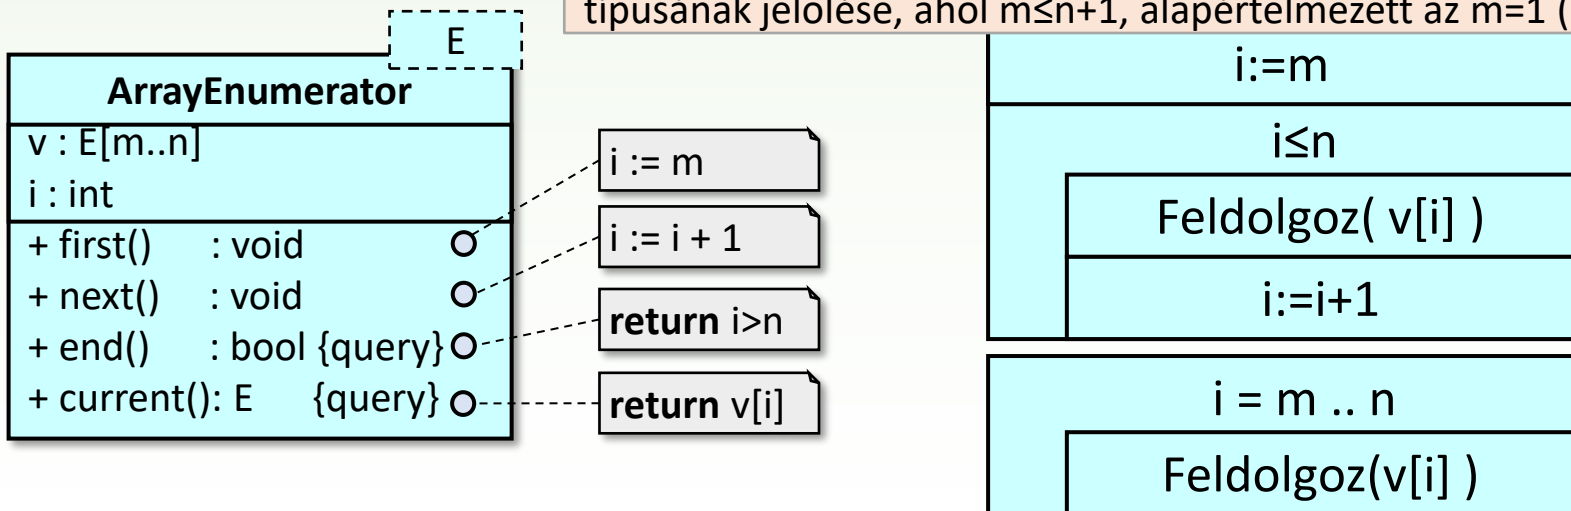 típusának jelölése, ahol m≤n+1, alapértelmezett az m=1 (
E
ArrayEnumerator
v : E[m..n]
i : int
+ first() : void
+ next() : void
+ end() : bool {query}
+ current(): E {query}
i := m
i := i + 1
return i>n
return v[i]
i:=m
i≤n
Feldolgoz( v[i] )
i:=i+1
i = m .. n
Feldolgoz(v[i] )